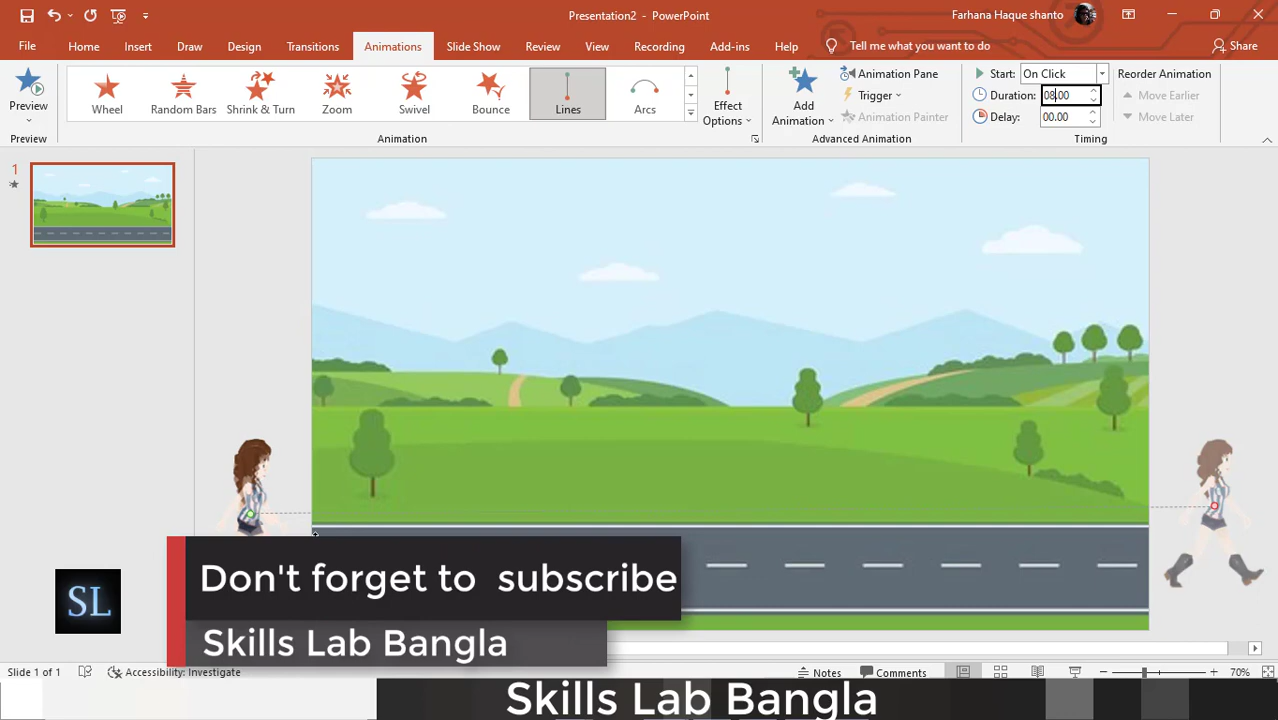 Presentation2 - PowerPoint
Farhana Haque shanto
File
Home
Insert
Draw
Design
Transitions
Animations
Slide Show
Review
View
Recording
Add-ins
Help
Tell me what you want to do
Share
Preview
Preview
Wheel
Random Bars
Shrink & Turn
Zoom
Swivel
Bounce
Lines
Arcs
Animation
Effect
Options
Add
Animation
Animation Pane
Trigger
Animation Painter
Advanced Animation
Start: On Click
Duration: 08.00
Delay: 00.00
Timing
Reorder Animation
Move Earlier
Move Later
1
SL
Don't forget to subscribe
Skills Lab Bangla
Slide 1 of 1
Accessibility: Investigate
Notes
Comments
70%
Skills Lab Bangla